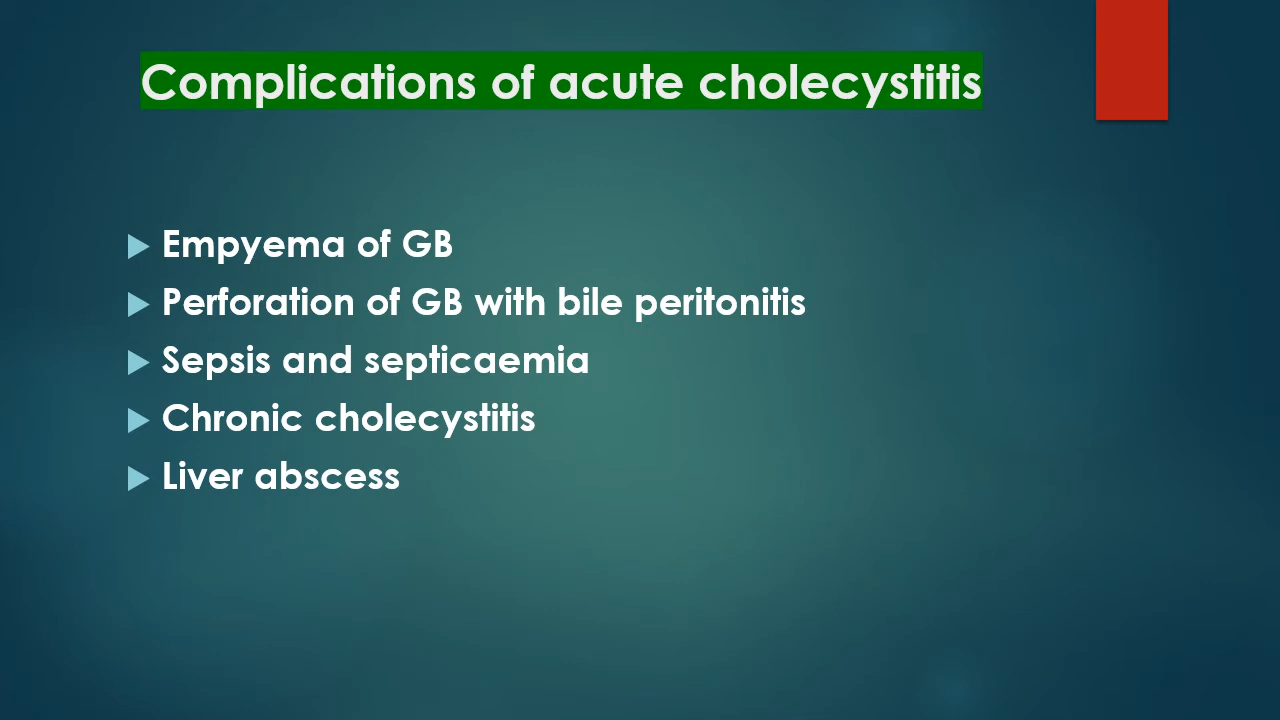 Complications of acute cholecystitis
Empyema of GB
Perforation of GB with bile peritonitis
Sepsis and septicaemia
Chronic cholecystitis
Liver abscess